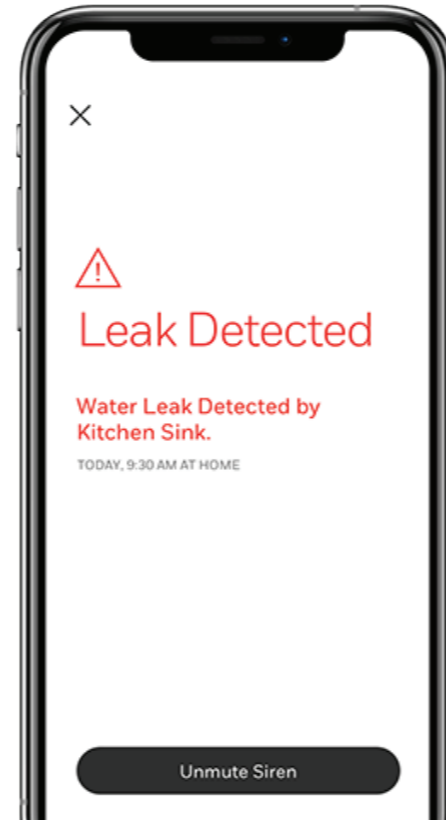 Leak Detected
Water Leak Detected by
Kitchen Sink.
TODAY, 9:30 AM AT HOME
Unmute Siren